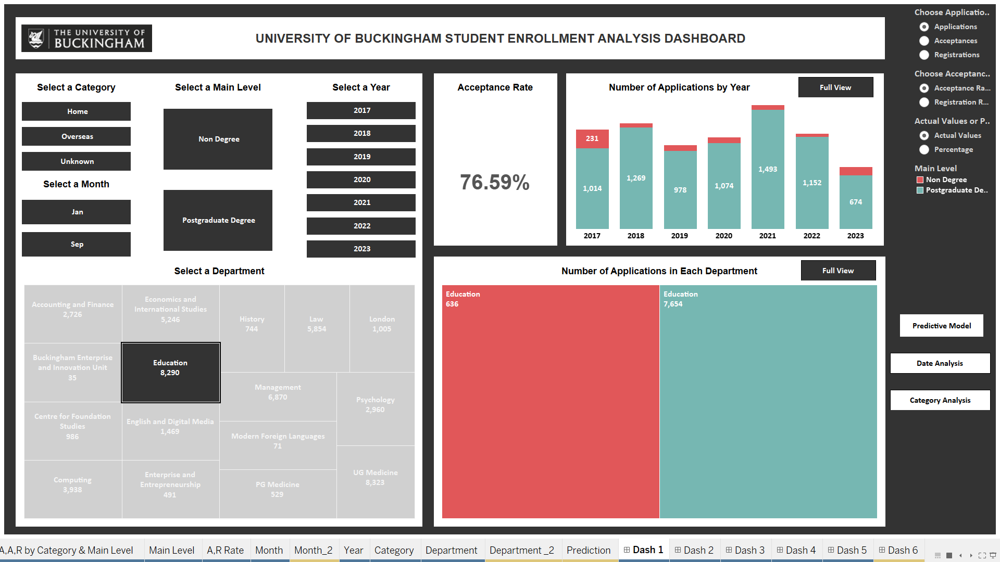 THE UNIVERSITY OF
BUCKINGHAM
UNIVERSITY OF BUCKINGHAM STUDENT ENROLLMENT ANALYSIS DASHBOARD
Choose Applicatio..
Applications
Acceptances
Registrations
Choose Acceptanc..
Acceptance Ra...
Registration R...
Actual Values or P..
Actual Values
Percentage
Main Level
Non Degree
Postgraduate De..
Select a Category
Home
Overseas
Unknown
Select a Month
Jan
Sep
Select a Main Level
Non Degree
Postgraduate Degree
Select a Year
2017
2018
2019
2020
2021
2022
2023
Acceptance Rate
76.59%
Number of Applications by Year
Full View
231
1,014
1,269
978
1,074
1,493
1,152
674
2017 2018 2019 2020 2021 2022 2023
Select a Department
Accounting and Finance
2,726
Economics and
International Studies
5,246
History
744
Law
5,854
London
1,005
Buckingham Enterprise
and Innovation Unit
35
Education
8,290
Management
6,870
Psychology
2,960
Centre for Foundation
Studies
986
English and Digital Media
1,469
Modern Foreign Languages
71
Computing
3,938
Enterprise and
Entrepreneurship
491
PG Medicine
529
UG Medicine
8,323
Number of Applications in Each Department
Full View
Education
636
Education
7,654
Predictive Model
Date Analysis
Category Analysis
A,A,R by Category & Main Level Main Level A,R Rate Month Month_2 Year Category Department Department _2 Prediction Dash 1 Dash 2 Dash 3 Dash 4 Dash 5 Dash 6